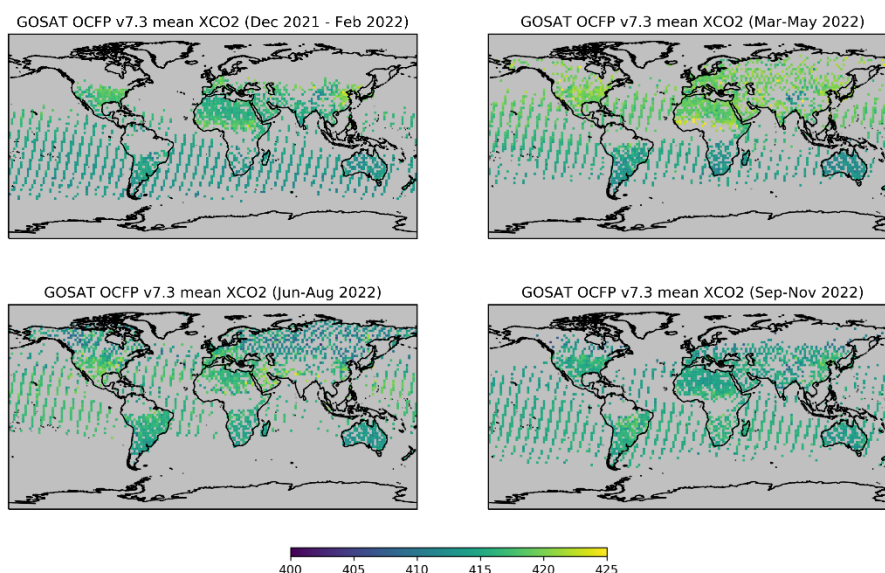 GOSAT OCFP v7.3 mean XCO2 (Dec 2021 - Feb 2022)
GOSAT OCFP v7.3 mean XCO2 (Mar-May 2022)
GOSAT OCFP v7.3 mean XCO2 (Jun-Aug 2022)
GOSAT OCFP v7.3 mean XCO2 (Sep-Nov 2022)
400 405 410 415 420 425